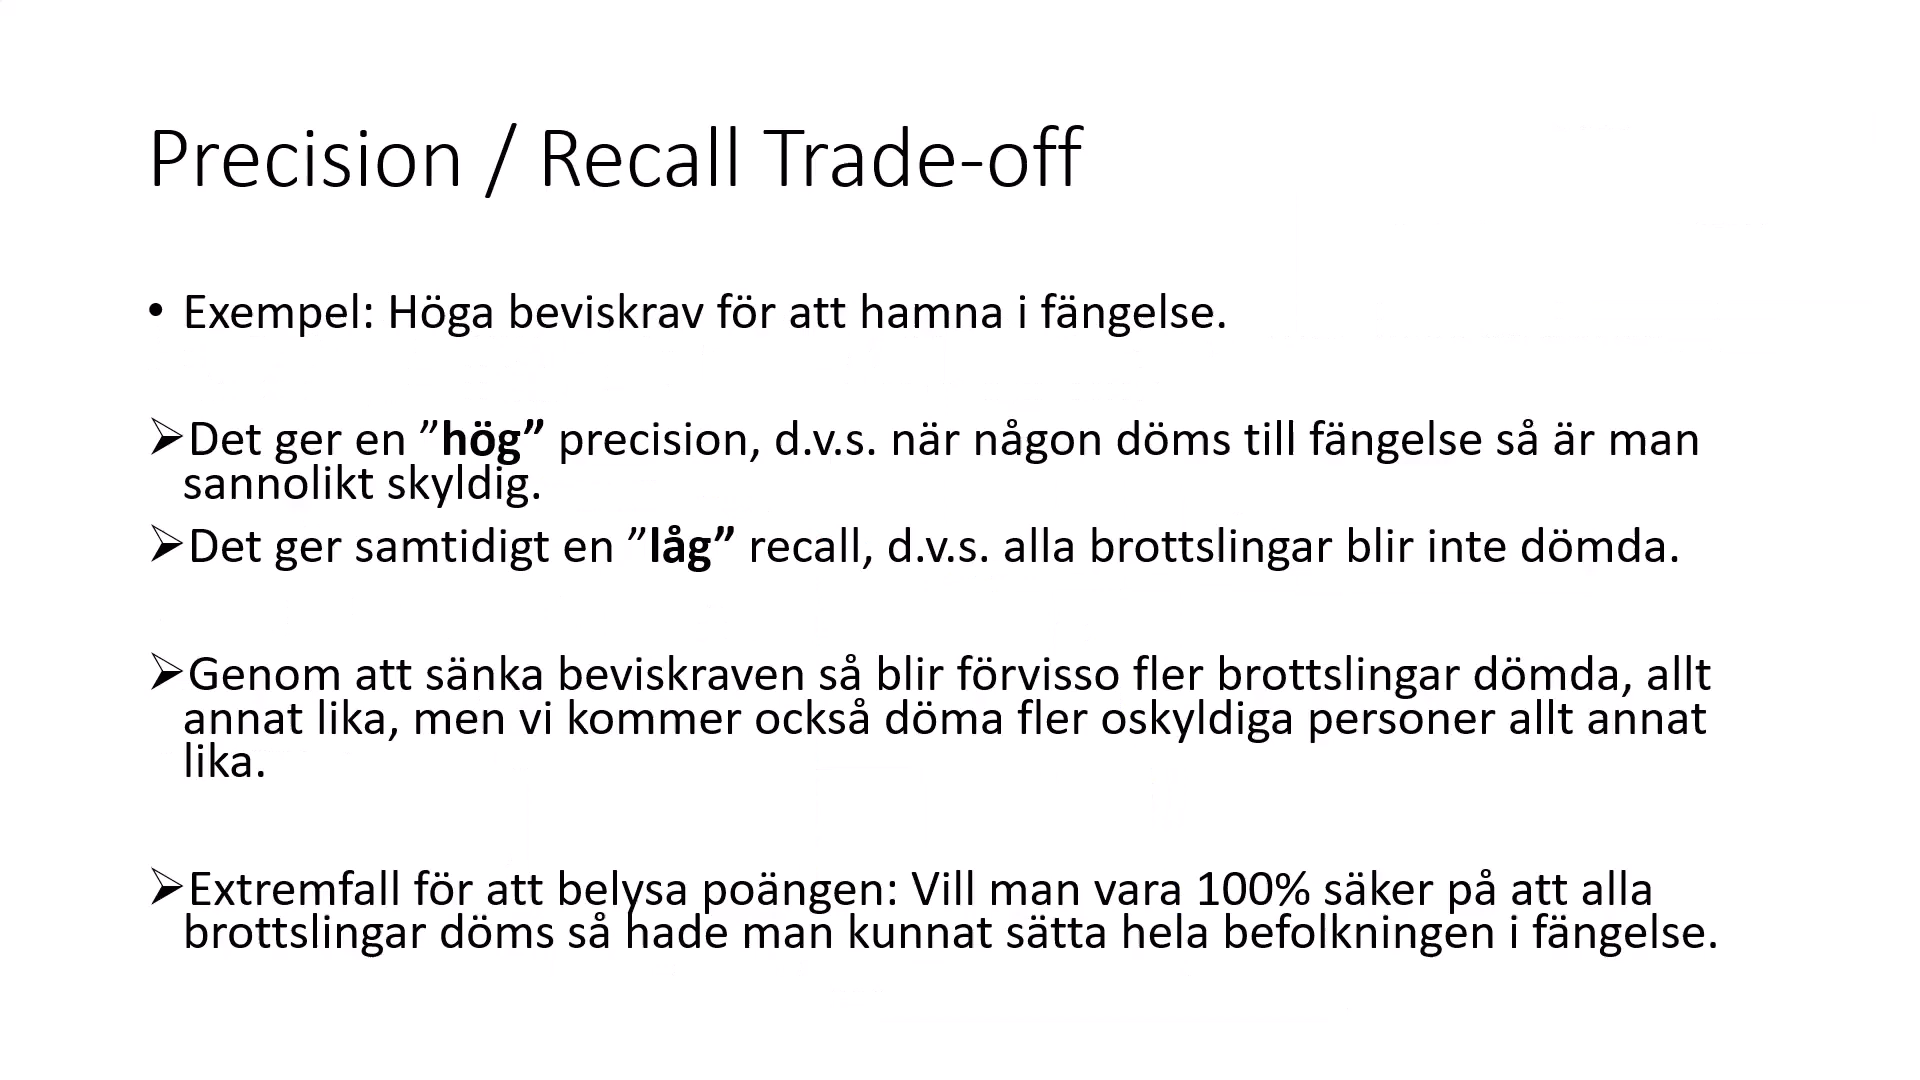 Precision / Recall Trade-off
• Exempel: Höga beviskrav för att hamna i fängelse.
➢Det ger en ”hög” precision, d.v.s. när någon döms till fängelse så är man
sannolikt skyldig.
➢Det ger samtidigt en ”låg” recall, d.v.s. alla brottslingar blir inte dömda.
➢Genom att sänka beviskraven så blir förvisso fler brottslingar dömda, allt
annat lika, men vi kommer också döma fler oskyldiga personer allt annat
lika.
➢Extremfall för att belysa poängen: Vill man vara 100% säker på att alla
brottslingar döms så hade man kunnat sätta hela befolkningen i fängelse.